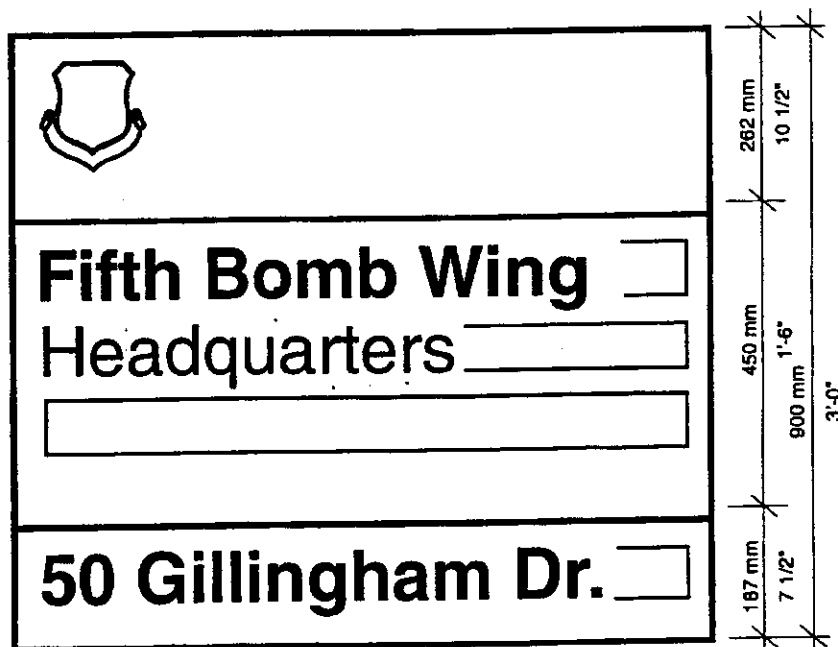 Fifth Bomb Wing
Headquarters
50 Gillingham Dr.
262 mm
10 1/2"
450 mm
1'-6"
900 mm
3'-0"
187 mm
7 1/2"